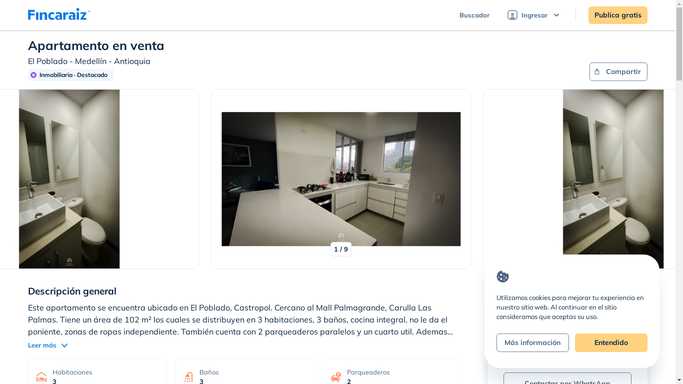 Fincaraiz
Buscador
Ingresar
Publica gratis
Apartamento en venta
El Poblado - Medellín - Antioquia
Inmobiliaria · Destacado
Compartir
1 / 9
Descripción general
Este apartamento se encuentra ubicado en El Poblado, Castropol. Cercano al Mall Palmagrande, Carulla Las
Palmas. Tiene un área de 102 m² los cuales se distribuyen en 3 habitaciones, 3 baños, cocina integral, no le da el
poniente, zonas de ropas independiente. También cuenta con 2 parqueaderos paralelos y un cuarto util. Ademas...
Leer más
Habitaciones
3
Baños
3
Parqueaderos
2
Utilizamos cookies para mejorar tu experiencia en
nuestro sitio web. Al continuar en el sitio
consideramos que aceptas su uso.
Más información
Entendido
Contactar por WhatsApp